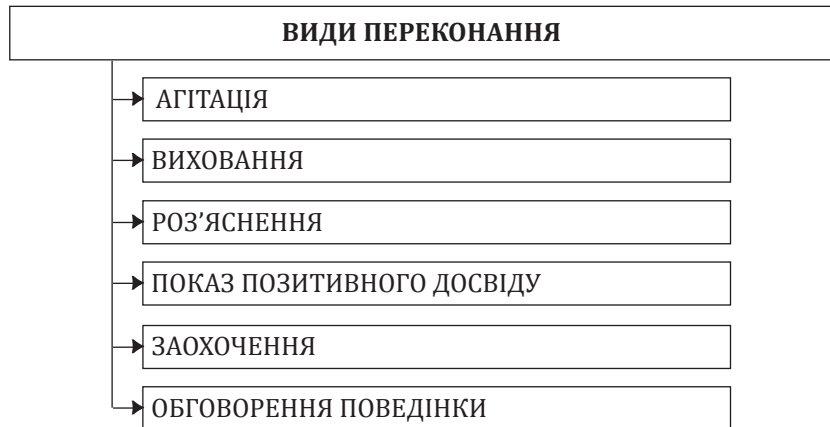 ВИДИ ПЕРЕКОНАННЯ
АГІТАЦІЯ
ВИХОВАННЯ
РОЗ’ЯСНЕННЯ
ПОКАЗ ПОЗИТИВНОГО ДОСВІДУ
ЗАОХОЧЕННЯ
ОБГОВОРЕННЯ ПОВЕДІНКИ